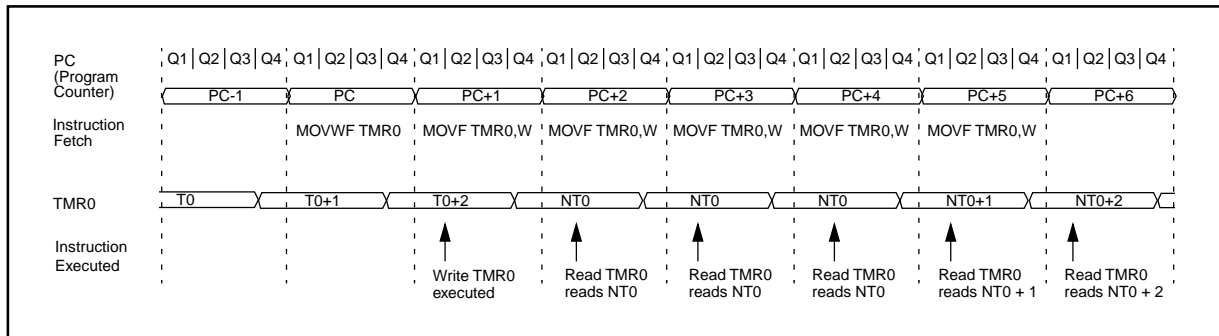 PC
(Program
Counter)
Q1 Q2 Q3 Q4 Q1 Q2 Q3 Q4 Q1 Q2 Q3 Q4 Q1 Q2 Q3 Q4 Q1 Q2 Q3 Q4 Q1 Q2 Q3 Q4 Q1 Q2 Q3 Q4 Q1 Q2 Q3 Q4
PC-1 PC PC+1 PC+2 PC+3 PC+4 PC+5 PC+6
Instruction
Fetch
MOVWF TMR0 MOVF TMR0,W MOVF TMR0,W MOVF TMR0,W MOVF TMR0,W MOVF TMR0,W
TMR0
T0 T0+1 T0+2 NT0 NT0 NT0 NT0+1 NT0+2
Instruction
Executed
Write TMR0
executed
Read TMR0
reads NT0
Read TMR0
reads NT0
Read TMR0
reads NT0
Read TMR0
reads NT0 + 1
Read TMR0
reads NT0 + 2